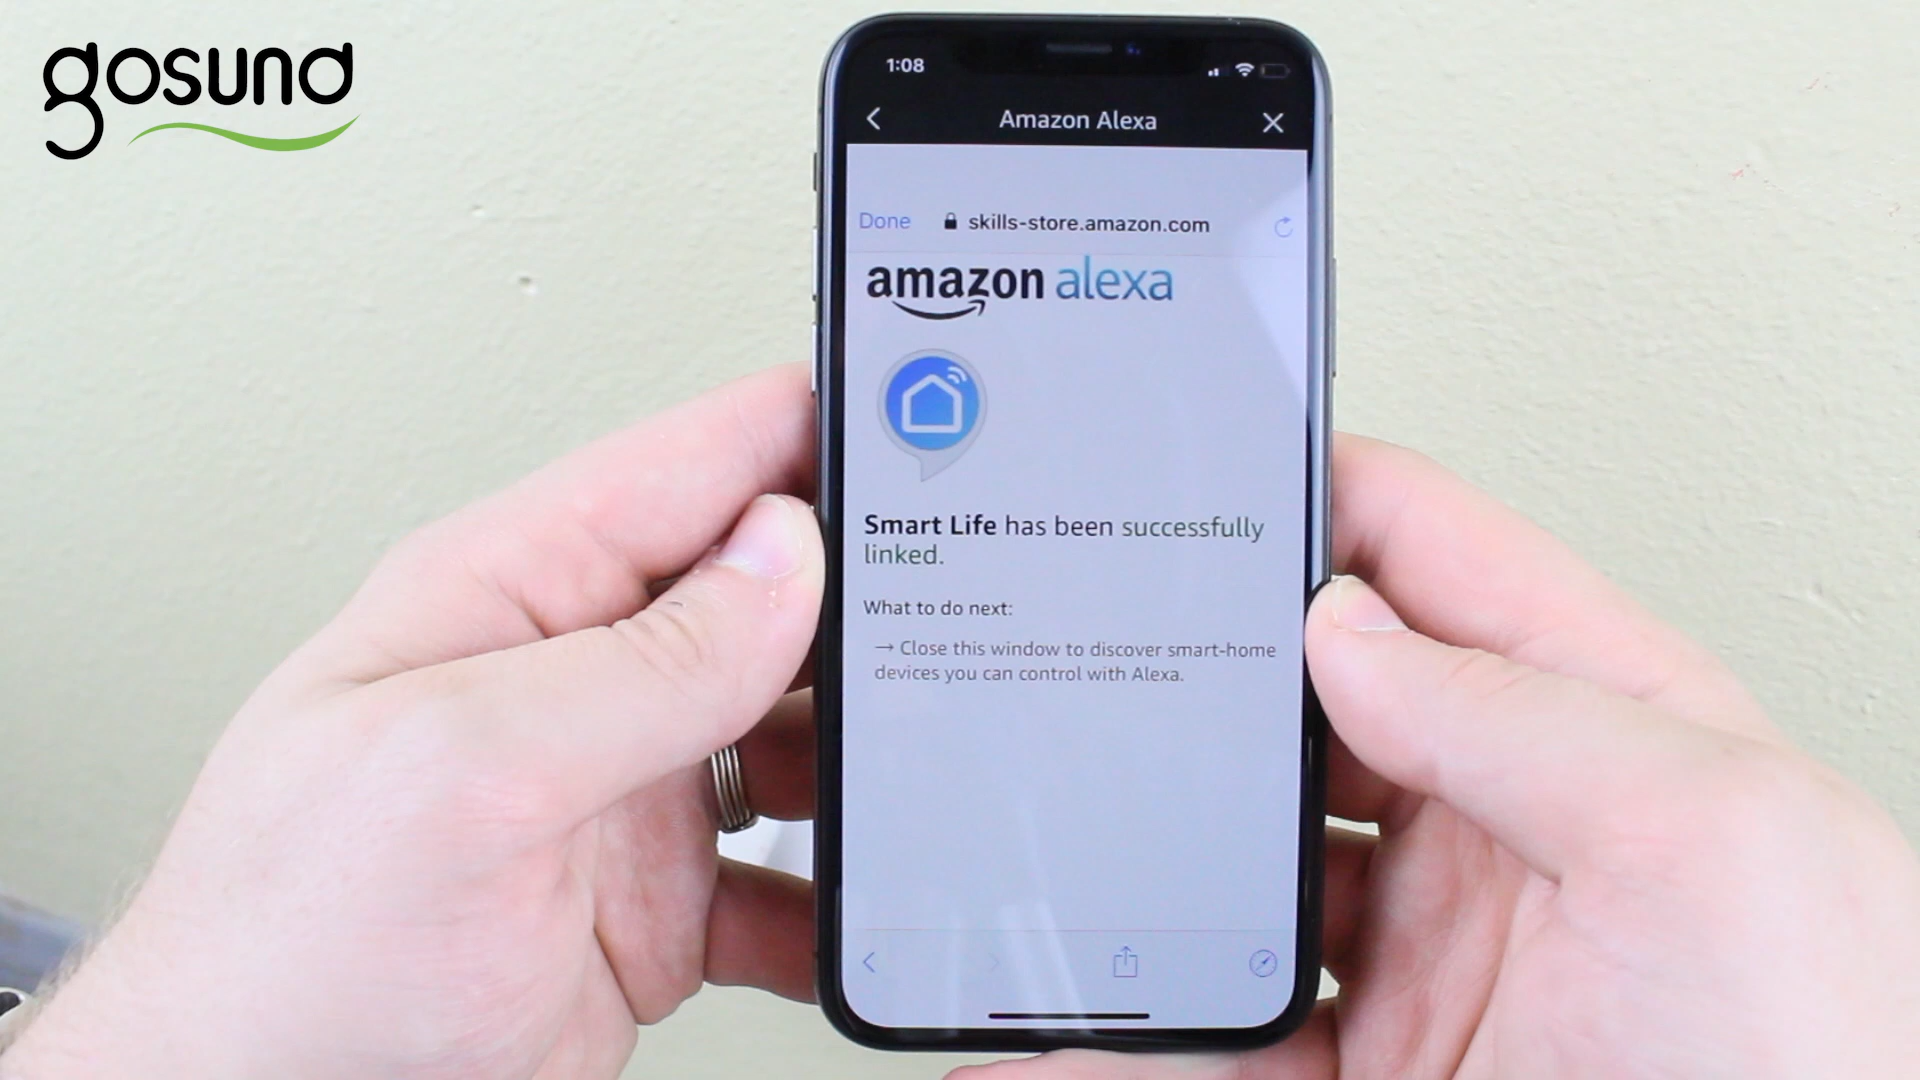 gosund
1:08
Amazon Alexa
Done skills-store.amazon.com
amazon alexa
Smart Life has been successfully
linked.
What to do next:
→ Close this window to discover smart-home
devices you can control with Alexa.